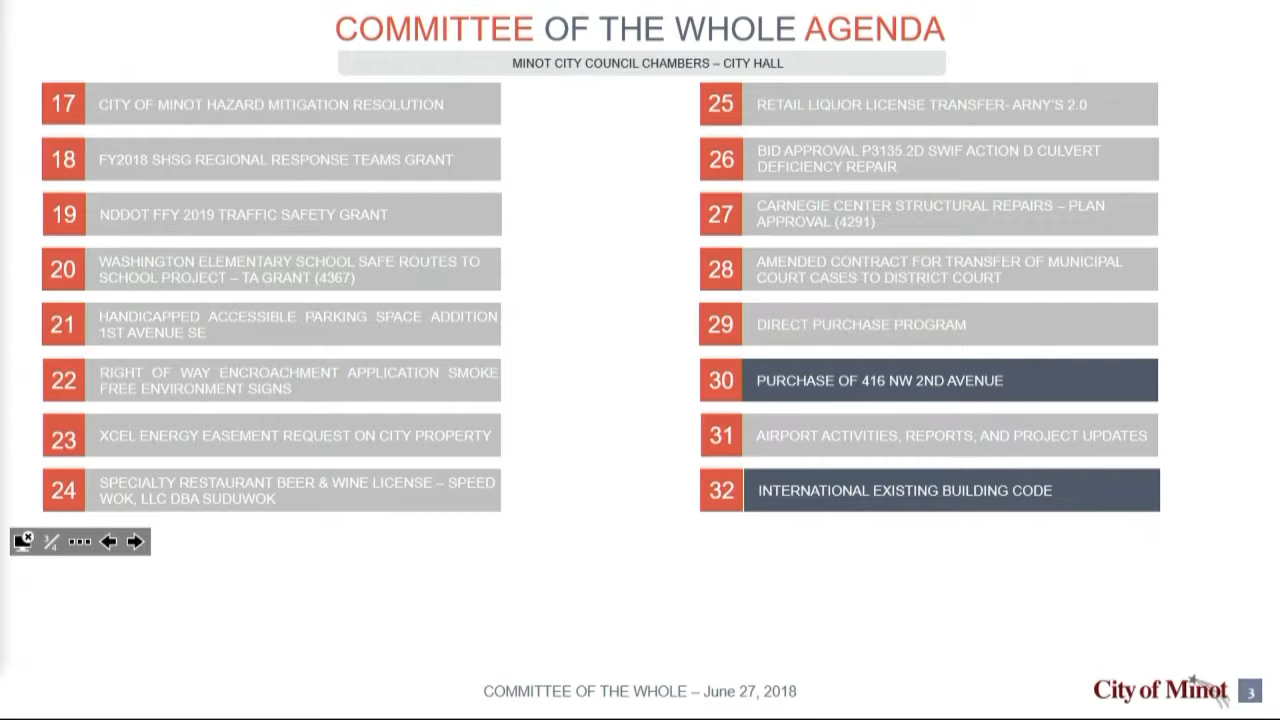 COMMITTEE OF THE WHOLE AGENDA
MINOT CITY COUNCIL CHAMBERS – CITY HALL
17 CITY OF MINOT HAZARD MITIGATION RESOLUTION
18 FY2018 SHSG REGIONAL RESPONSE TEAMS GRANT
19 NDDOT FFY 2019 TRAFFIC SAFETY GRANT
20 WASHINGTON ELEMENTARY SCHOOL SAFE ROUTES TO
SCHOOL PROJECT – TA GRANT (4367)
21 HANDICAPPED ACCESSIBLE PARKING SPACE ADDITION
1ST AVENUE SE
22 RIGHT OF WAY ENCROACHMENT APPLICATION SMOKE
FREE ENVIRONMENT SIGNS
23 XCEL ENERGY EASEMENT REQUEST ON CITY PROPERTY
24 SPECIALTY RESTAURANT BEER & WINE LICENSE – SPEED
WOK, LLC DBA SUDUWOK
25 RETAIL LIQUOR LICENSE TRANSFER- ARNY'S 2.0
26 BID APPROVAL P3135.2D SWIF ACTION D CULVERT
DEFICIENCY REPAIR
27 CARNEGIE CENTER STRUCTURAL REPAIRS – PLAN
APPROVAL (4291)
28 AMENDED CONTRACT FOR TRANSFER OF MUNICIPAL
COURT CASES TO DISTRICT COURT
29 DIRECT PURCHASE PROGRAM
30 PURCHASE OF 416 NW 2ND AVENUE
31 AIRPORT ACTIVITIES, REPORTS, AND PROJECT UPDATES
32 INTERNATIONAL EXISTING BUILDING CODE
3/4
COMMITTEE OF THE WHOLE – June 27, 2018
City of Minot
3